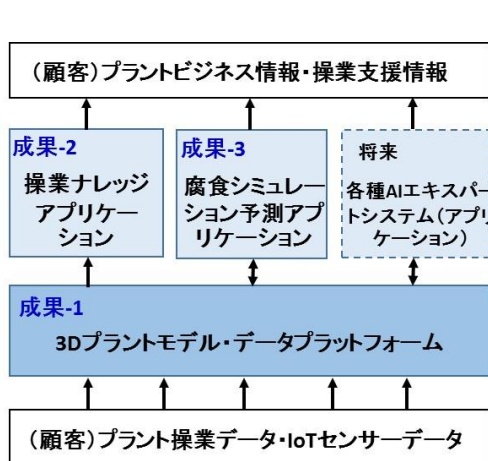 （顧客）プラントビジネス情報・操業支援情報
成果-2
操業ナレッジ
アプリケー
ション
成果-3
腐食シミュレー
ション予測アプ
リケーション
将来
各種AIエキスパー
トシステム（アプリ
ケーション）
成果-1
3Dプラントモデル・データプラットフォーム
（顧客）プラント操業データ・IoTセンサーデータ